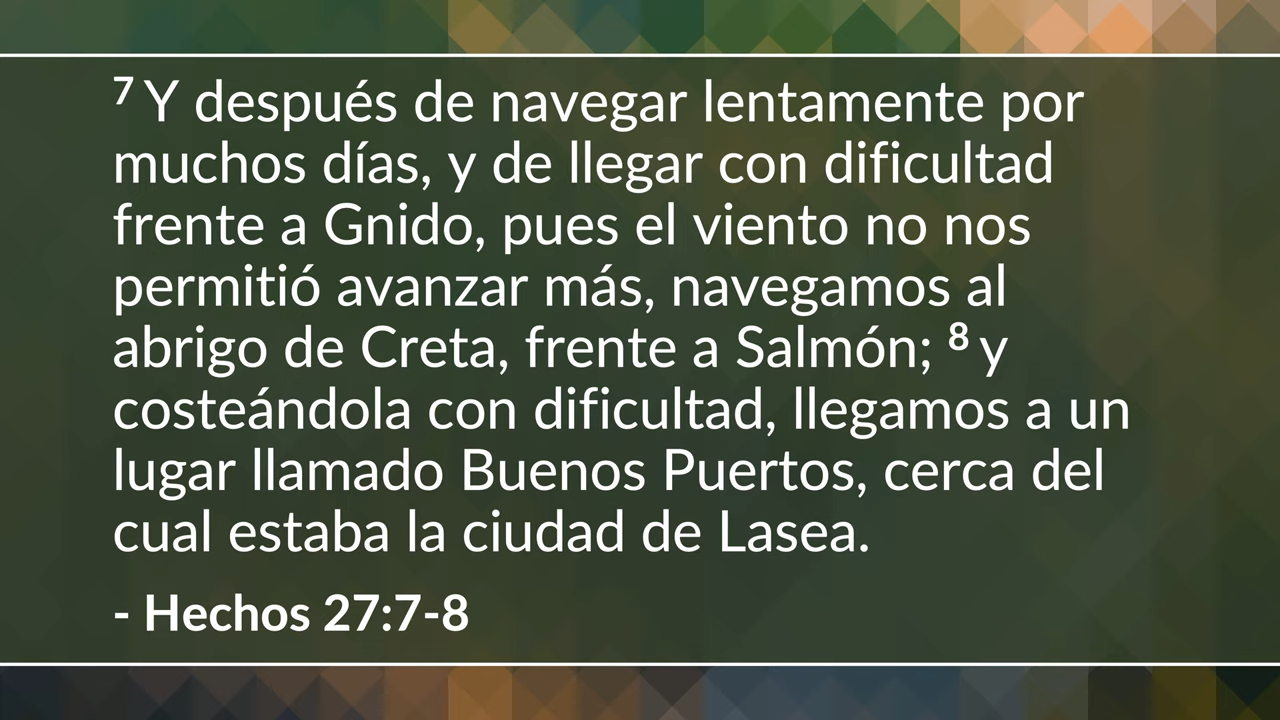 ⁷ Y después de navegar lentamente por
muchos días, y de llegar con dificultad
frente a Gnido, pues el viento no nos
permitió avanzar más, navegamos al
abrigo de Creta, frente a Salmón; ⁸ y
costeándola con dificultad, llegamos a un
lugar llamado Buenos Puertos, cerca del
cual estaba la ciudad de Lasea.
- Hechos 27:7-8